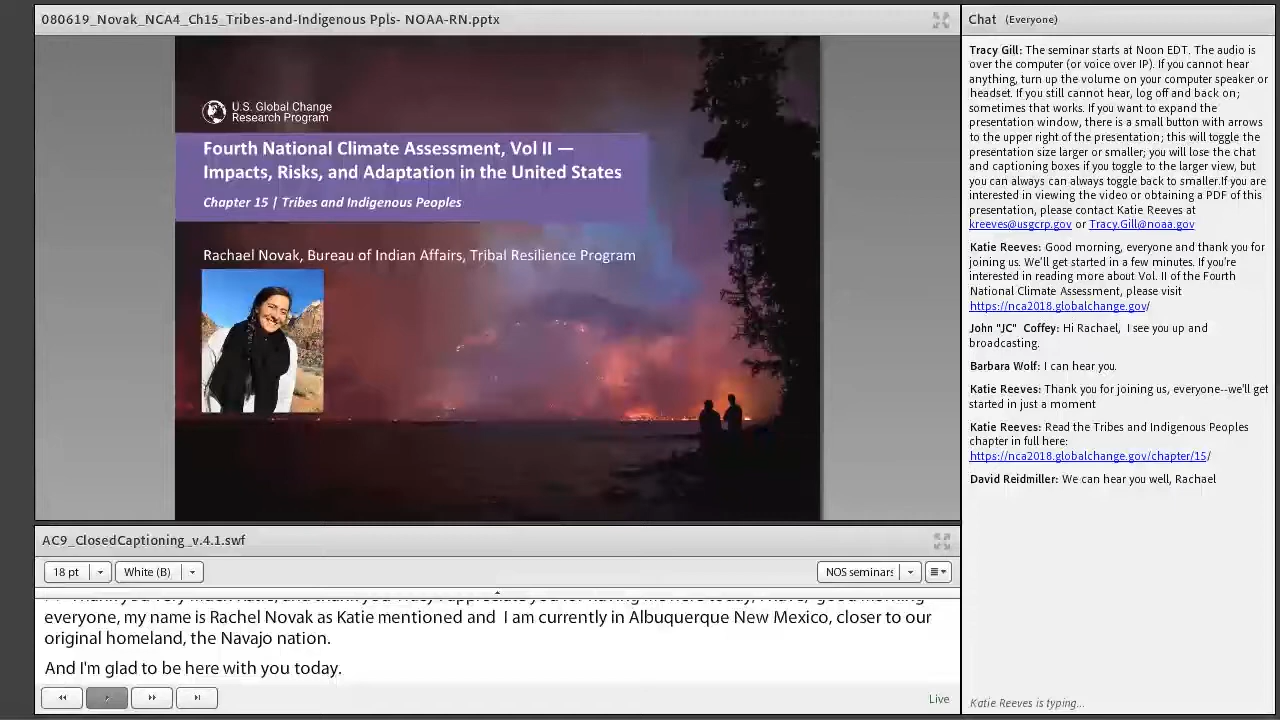 080619_Novak_NCA4_Ch15_Tribes-and-Indigenous Ppls- NOAA-RN.pptx
U.S. Global Change
Research Program
Fourth National Climate Assessment, Vol II —
Impacts, Risks, and Adaptation in the United States
Chapter 15 | Tribes and Indigenous Peoples
Rachael Novak, Bureau of Indian Affairs, Tribal Resilience Program
AC9_ClosedCaptioning_v.4.1.swf
18 pt
White (B)
NOS seminars
everyone, my name is Rachel Novak as Katie mentioned and  I am currently in Albuquerque New Mexico, closer to our
original homeland, the Navajo nation.
And I'm glad to be here with you today.
Live
Chat (Everyone)
Tracy Gill: The seminar starts at Noon EDT. The audio is
over the computer (or voice over IP). If you cannot hear
anything, turn up the volume on your computer speaker or
headset. If you still cannot hear, log off and back on;
sometimes that works. If you want to expand the
presentation window, there is a small button with arrows
to the upper right of the presentation; this will toggle the
presentation size larger or smaller; you will lose the chat
and captioning boxes if you toggle to the larger view, but
you can always can always toggle back to smaller.If you are
interested in viewing the video or obtaining a PDF of this
presentation, please contact Katie Reeves at
kreeves@usgcrp.gov or Tracy.Gill@noaa.gov
Katie Reeves: Good morning, everyone and thank you for
joining us. We'll get started in a few minutes. If you're
interested in reading more about Vol. II of the Fourth
National Climate Assessment, please visit
https://nca2018.globalchange.gov/
John "JC"  Coffey: Hi Rachael,  I see you up and
broadcasting.
Barbara Wolf: I can hear you.
Katie Reeves: Thank you for joining us, everyone--we'll get
started in just a moment
Katie Reeves: Read the Tribes and Indigenous Peoples
chapter in full here:
https://nca2018.globalchange.gov/chapter/15/
David Reidmiller: We can hear you well, Rachael
Katie Reeves is typing...